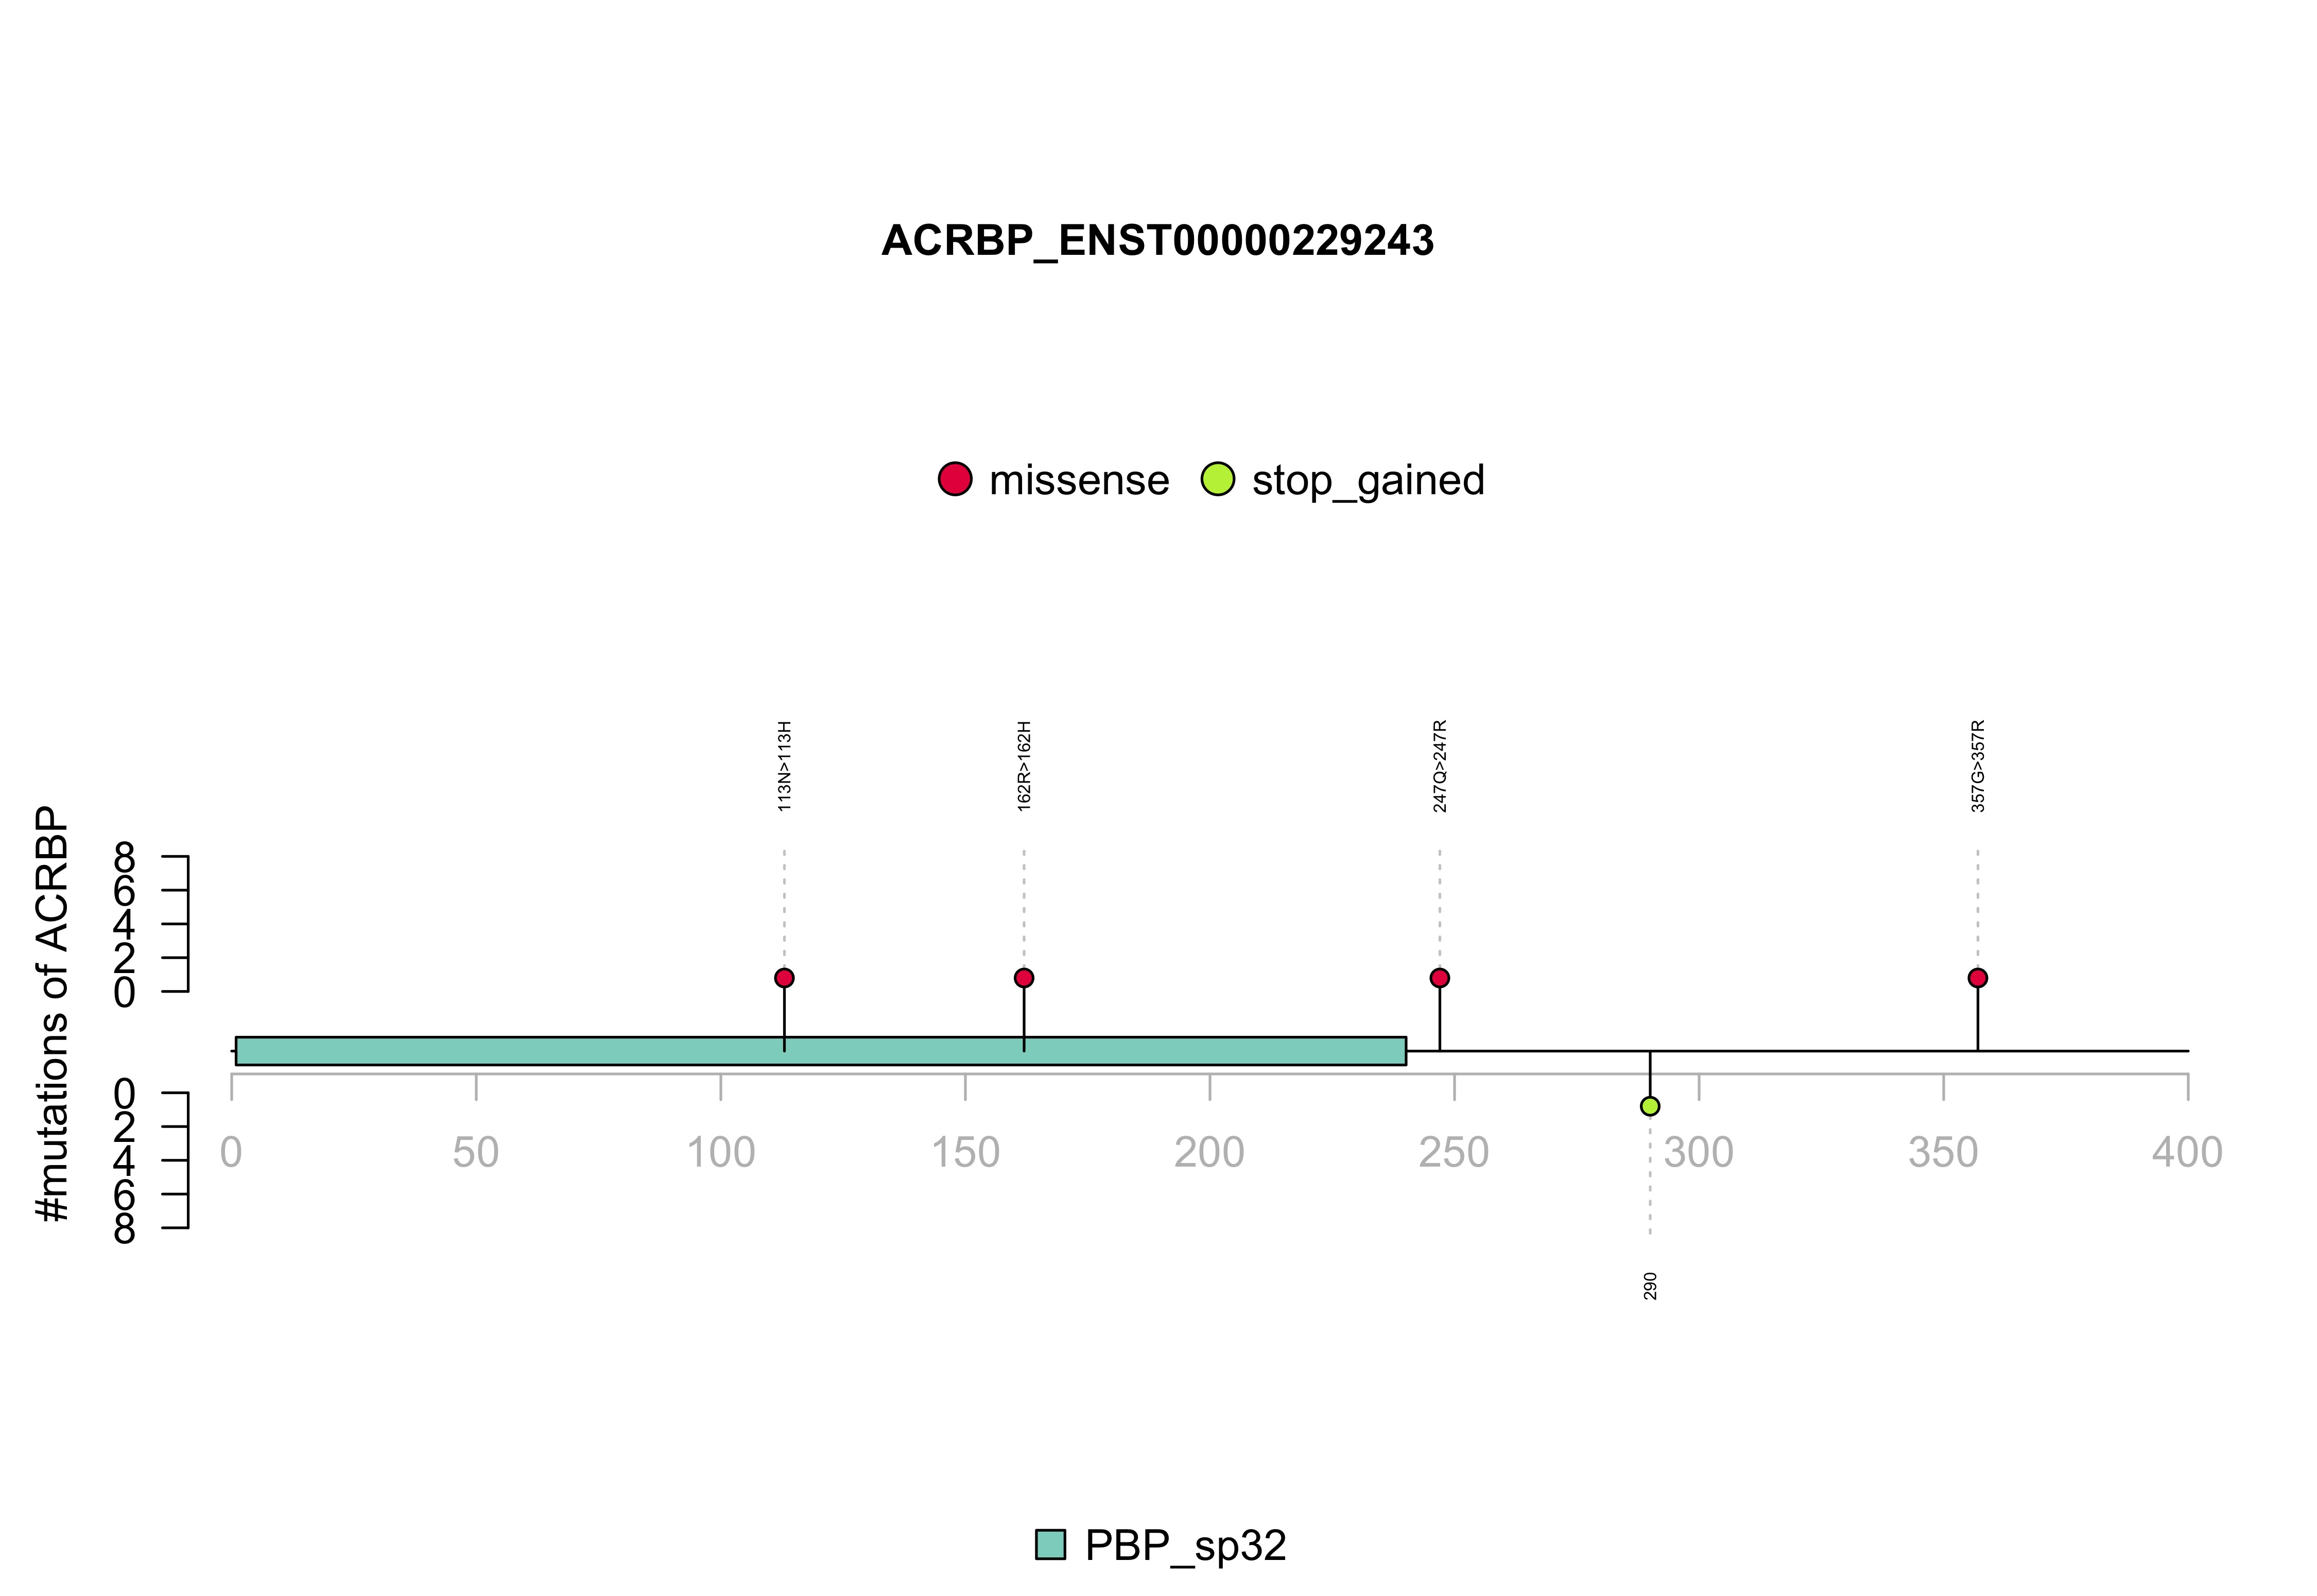 ACRBP_ENST00000229243
missense
stop_gained
113N>113H
162R>162H
247Q>247R
357G>357R
#mutations of ACRBP
8
6
4
2
0
0
2
4
6
8
0 50 100 150 200 250 300 350 400
290
PBP_sp32